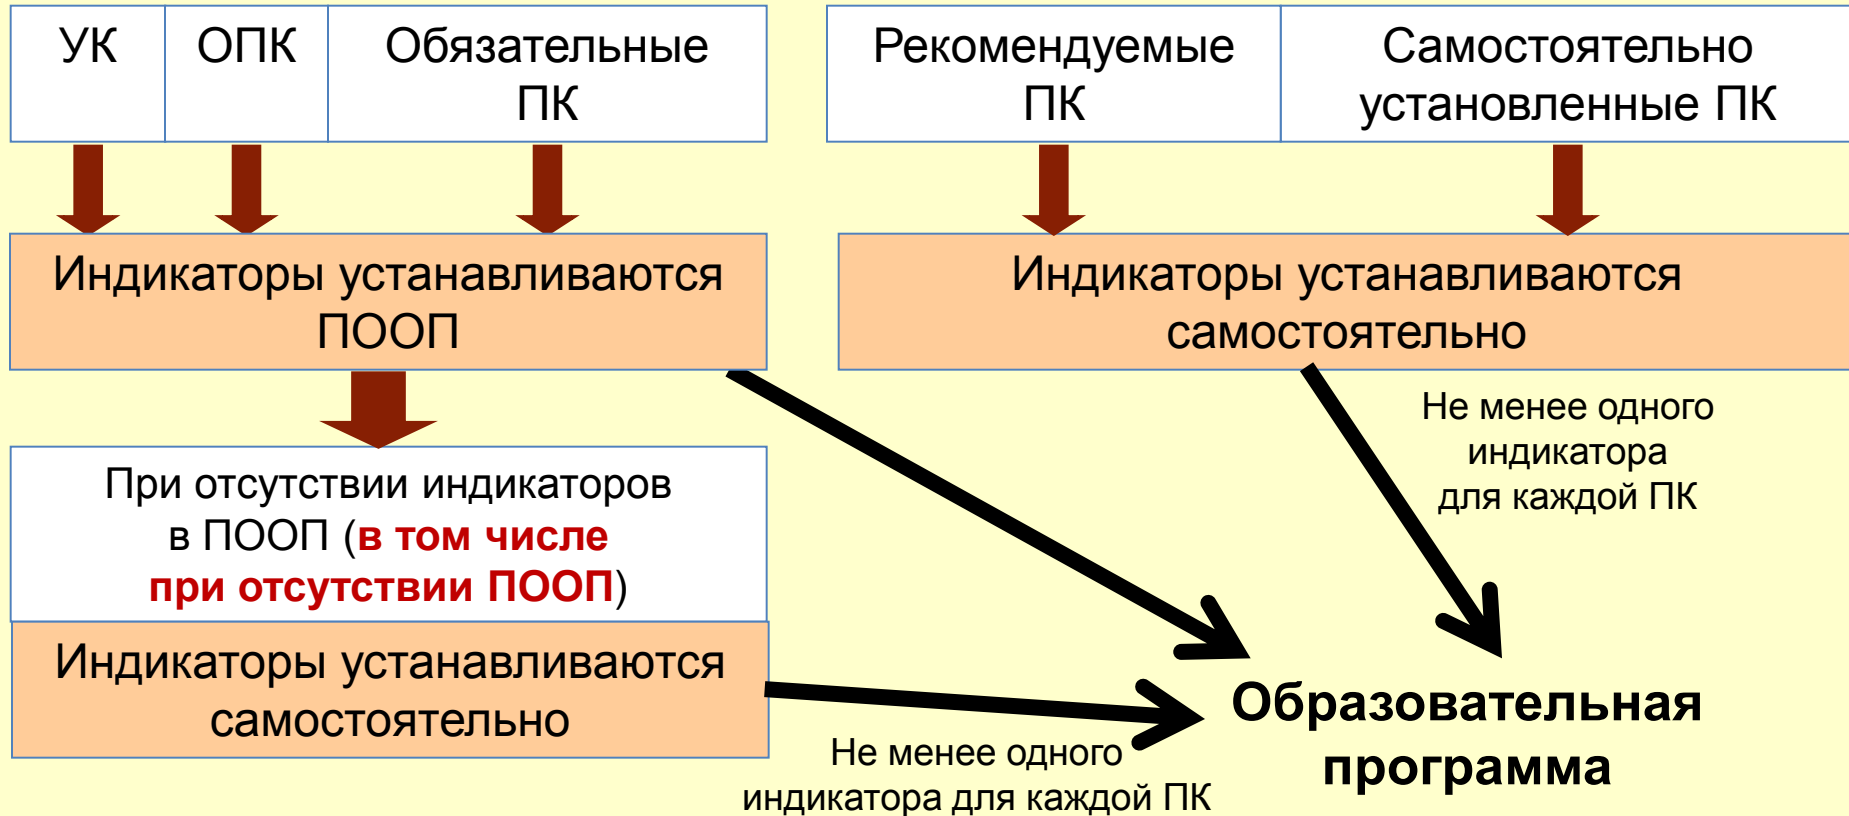 УК
ОПК
Обязательные
ПК
Рекомендуемые
ПК
Самостоятельно
установленные ПК
Индикаторы устанавливаются
ПООП
Индикаторы устанавливаются
самостоятельно
Не менее одного
индикатора
для каждой ПК
При отсутствии индикаторов
в ПООП (в том числе
при отсутствии ПООП)
Индикаторы устанавливаются
самостоятельно
Не менее одного
индикатора для каждой ПК
Образовательная
программа